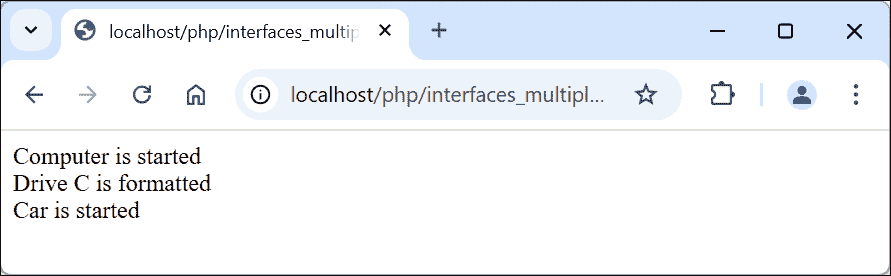 localhost/php/interfaces_multip
localhost/php/interfaces_multipl...
Computer is started
Drive C is formatted
Car is started